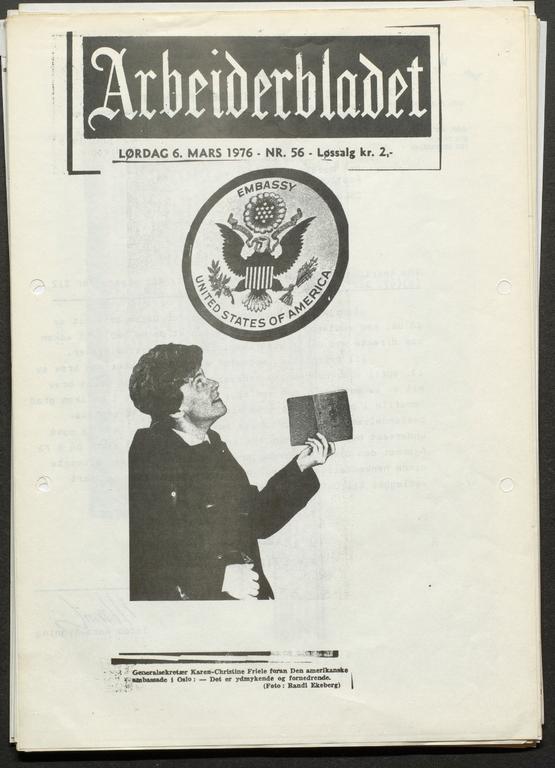 Arbeiderbladet
LØRDAG 6. MARS 1976 - NR. 56 - Løssalg kr. 2,-
EMBASSY
UNITED STATES OF AMERICA
Generalsekretær Karen-Christine Friele foran Den amerikanske
ambassade i Oslo: — Det er ydmykende og fornedrende.
(Foto: Randi Ekeberg)